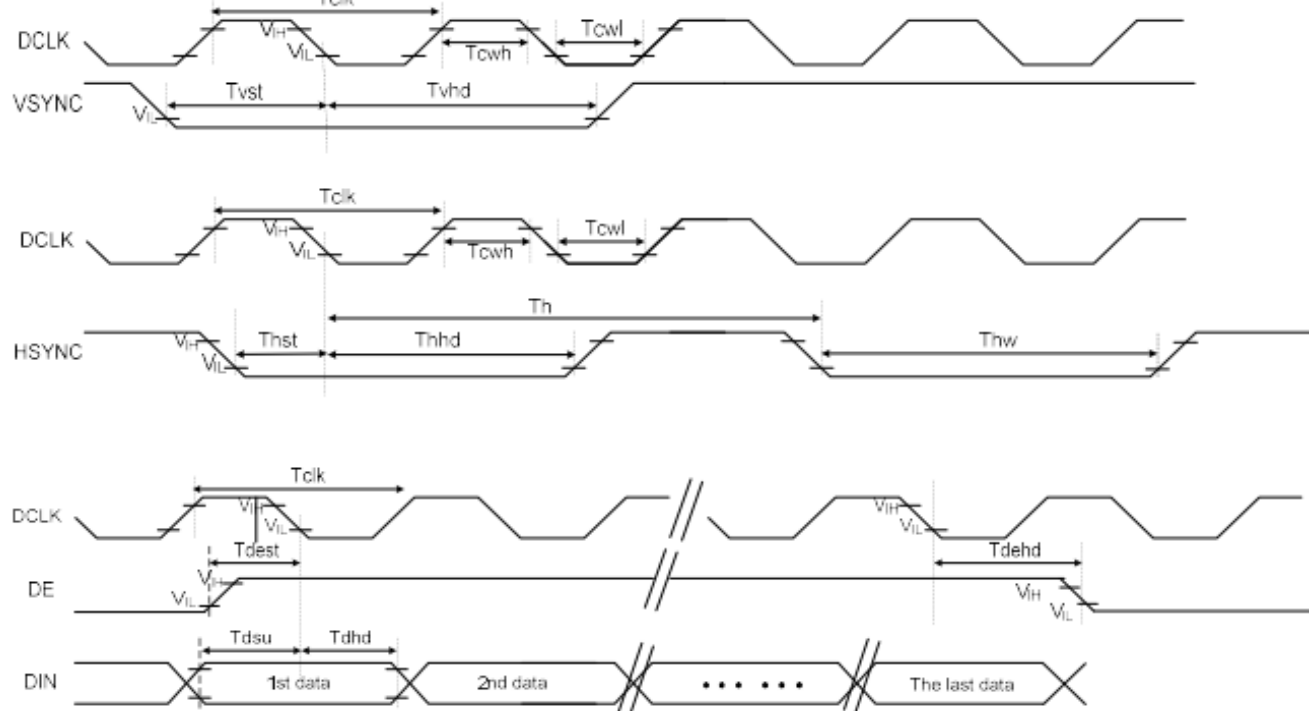 Tclk
DCLK VIH VIL Tcwh Tcwl
VSYNC VIL Tvst Tvhd
Tclk
DCLK VIH VIL Tcwh Tcwl
Th
HSYNC VIH VIL Thst Thhd Thw
Tclk
DCLK VIH VIL VIH VIL
Tdest Tdehd
DE VIH VIL VIH VIL
Tdsu Tdhd
DIN 1st data 2nd data • • • • • • The last data